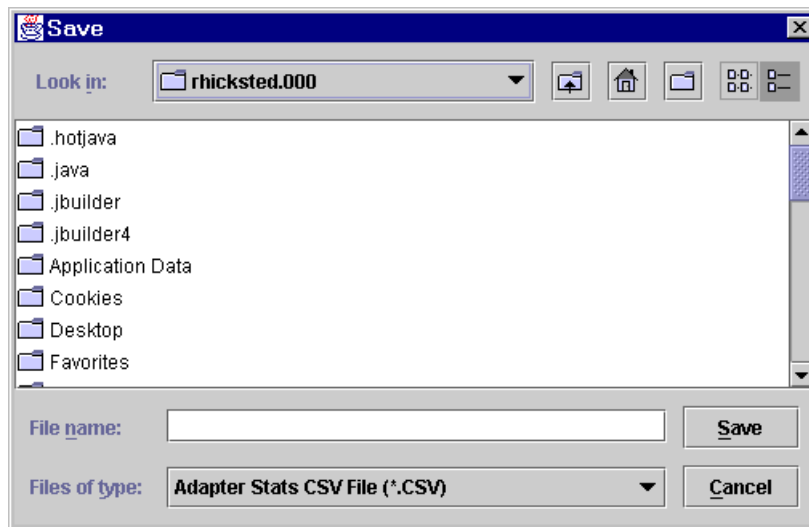 Save
Look in: rhicksted.000
.hotjava
.java
.jbuilder
.jbuilder4
Application Data
Cookies
Desktop
Favorites
File name: Save
Files of type: Adapter Stats CSV File (*.CSV) Cancel